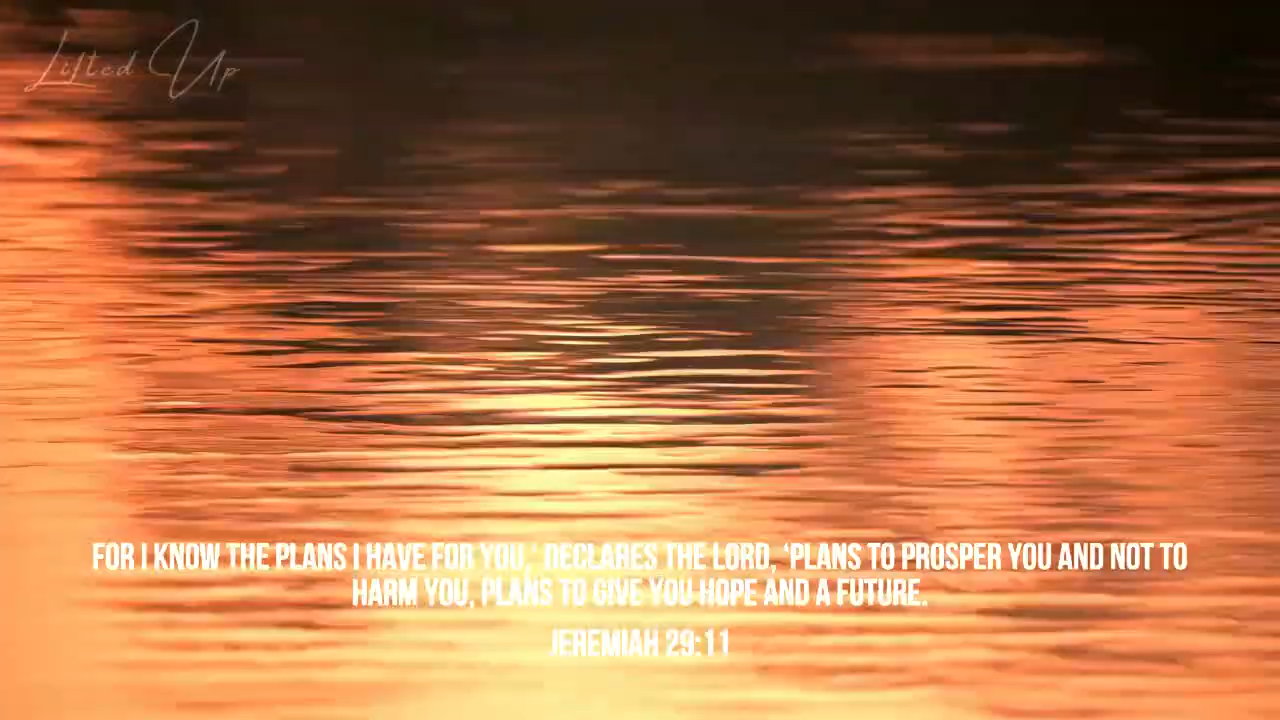 Lifted Up
FOR I KNOW THE PLANS I HAVE FOR YOU,’ DECLARES THE LORD, ‘PLANS TO PROSPER YOU AND NOT TO
HARM YOU, PLANS TO GIVE YOU HOPE AND A FUTURE.
JEREMIAH 29:11